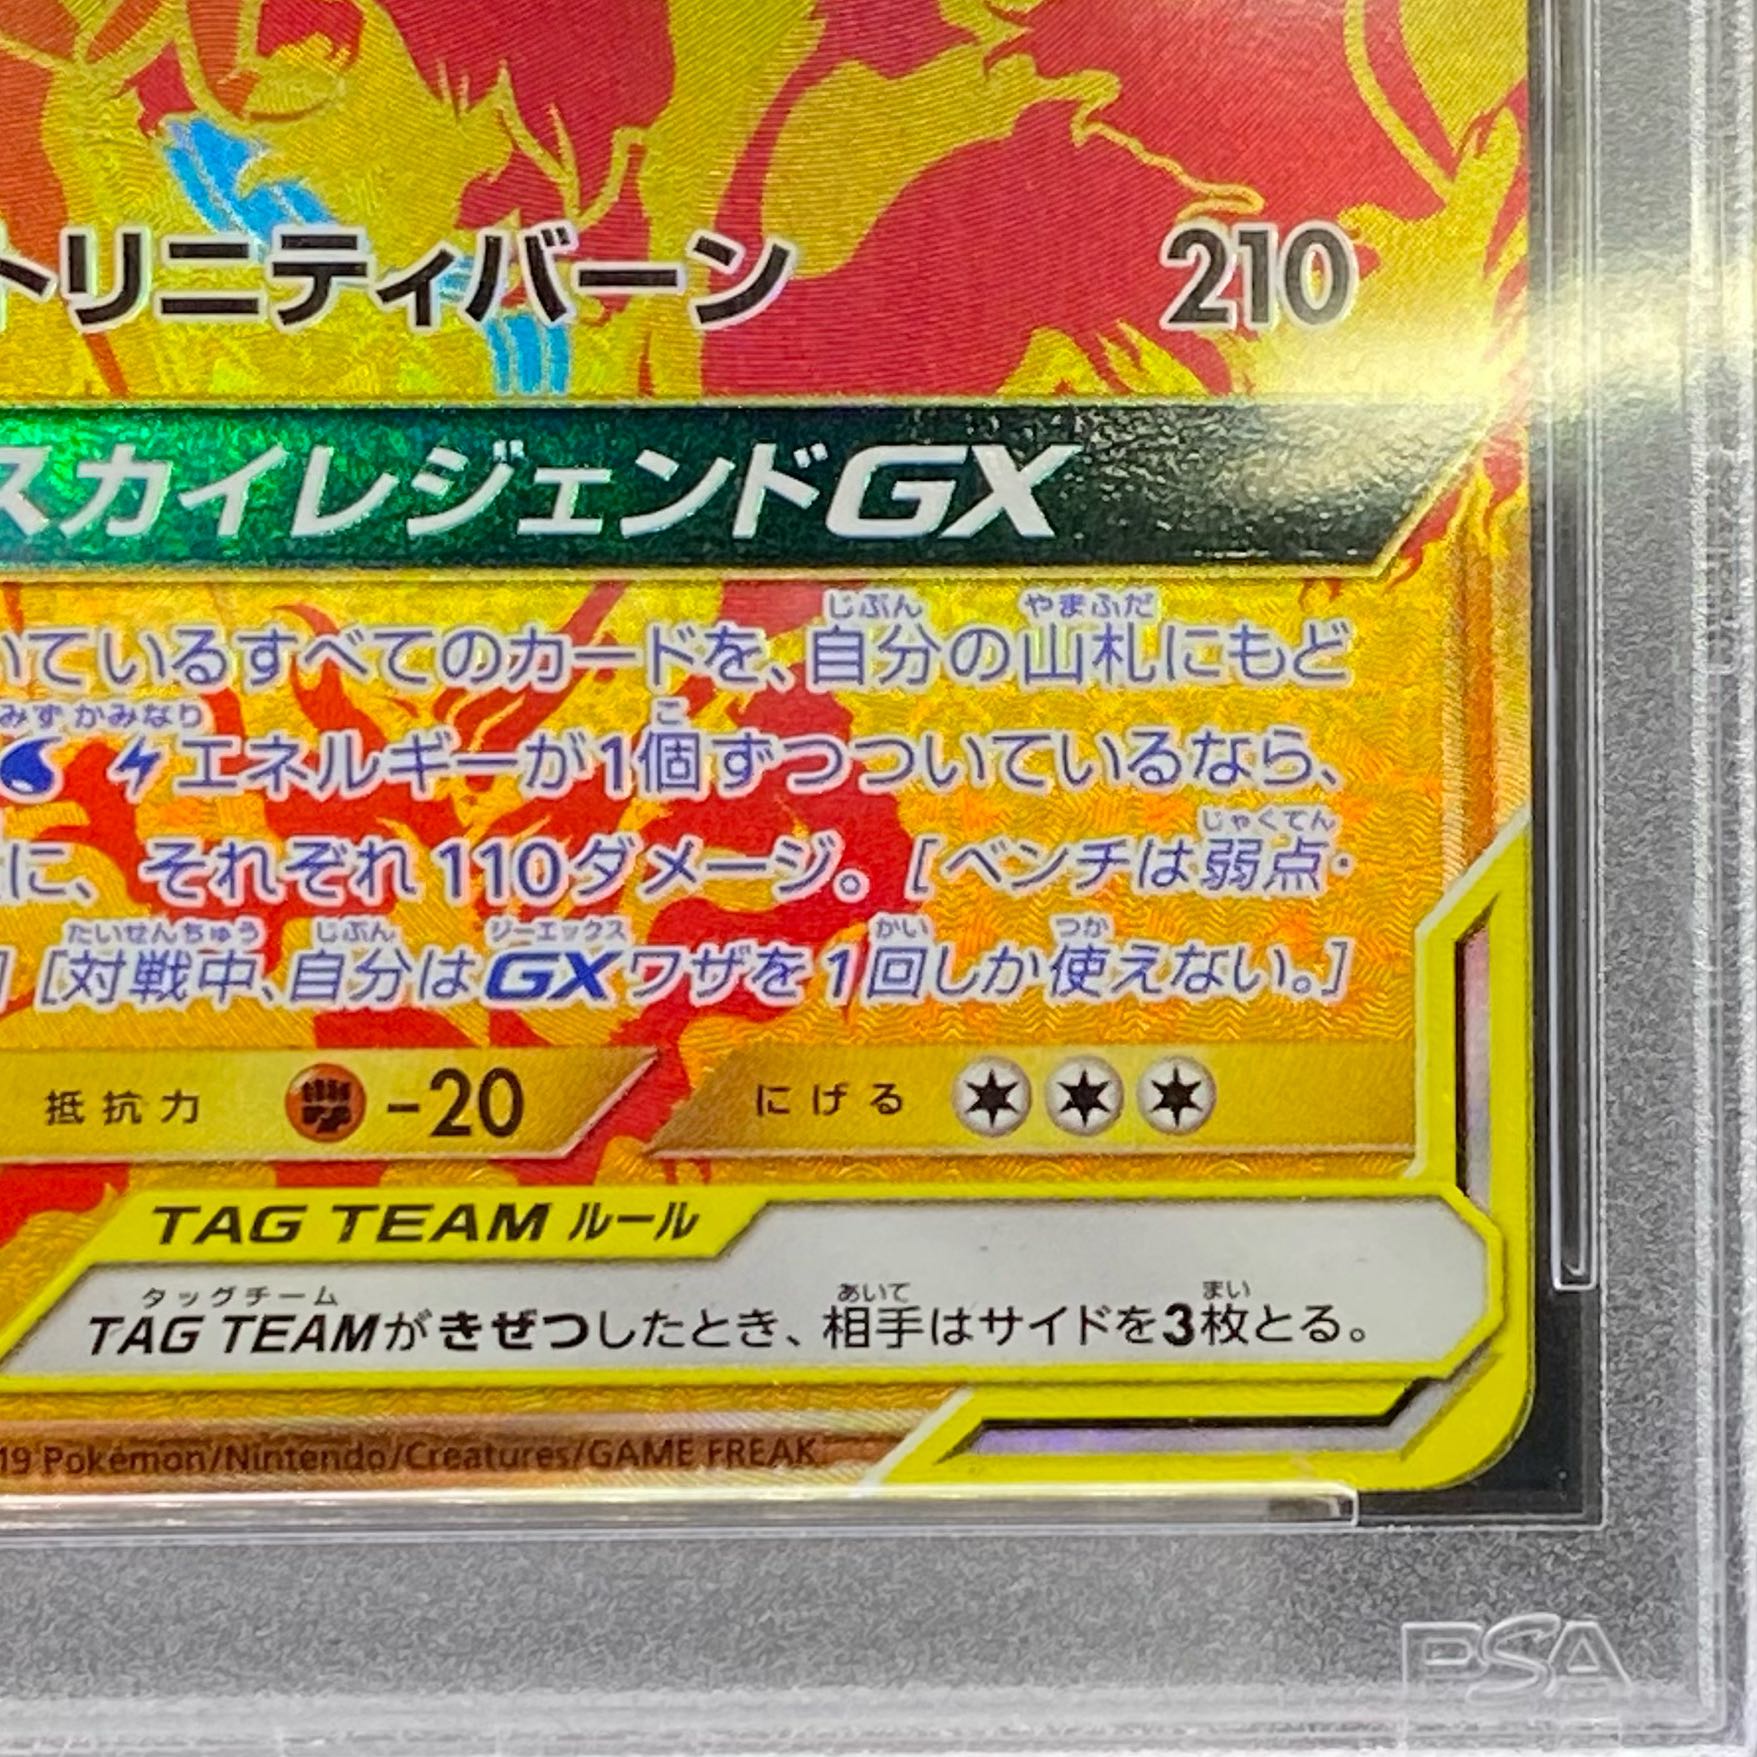 トリニティバーン 210
スカイレジェンドGX
じぶん やまふだ
いているすべてのカードを、自分の山札にもど
みず かみなり こ
エネルギーが1個ずつついているなら、
じゃくてん
に、それぞれ110ダメージ。[ベンチは弱点・
たいせんちゅう じぶん ジーエックス かい つか
] [対戦中、自分はGXワザを1回しか使えない。]
抵抗力 -20 にげる
TAG TEAM ルール
タッグチーム あいて まい
TAG TEAMがきぜつしたとき、相手はサイドを3枚とる。
19 Pokémon/Nintendo/Creatures/GAME FREAK.
PSA